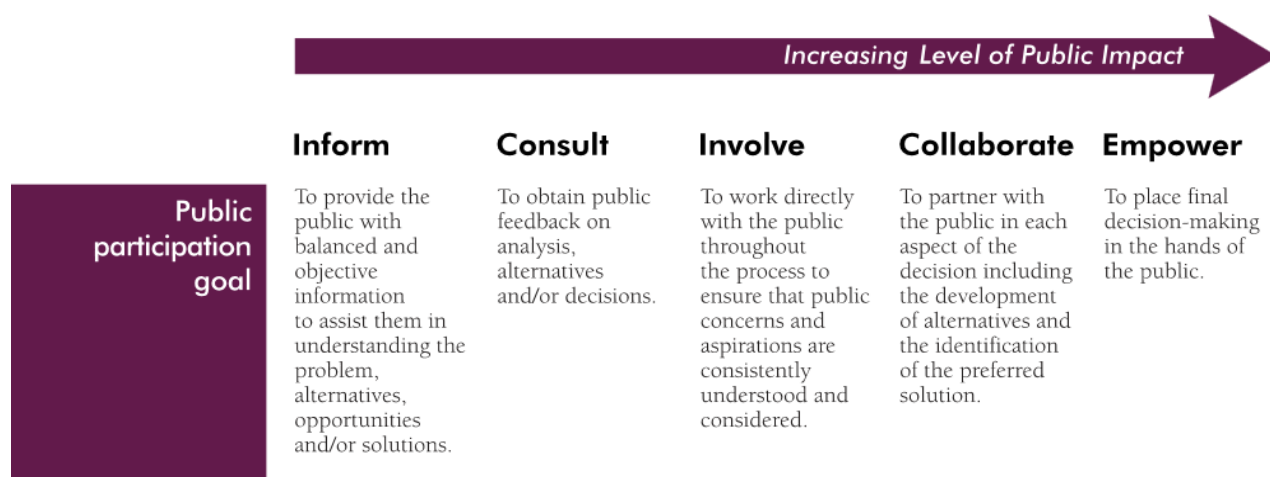 Increasing Level of Public Impact
Inform
Consult
Involve
Collaborate
Empower
Public
participation
goal
To provide the
public with
balanced and
objective
information
to assist them in
understanding the
problem,
alternatives,
opportunities
and/or solutions.
To obtain public
feedback on
analysis,
alternatives
and/or decisions.
To work directly
with the public
throughout
the process to
ensure that public
concerns and
aspirations are
consistently
understood and
considered.
To partner with
the public in each
aspect of the
decision including
the development
of alternatives and
the identification
of the preferred
solution.
To place final
decision-making
in the hands of
the public.